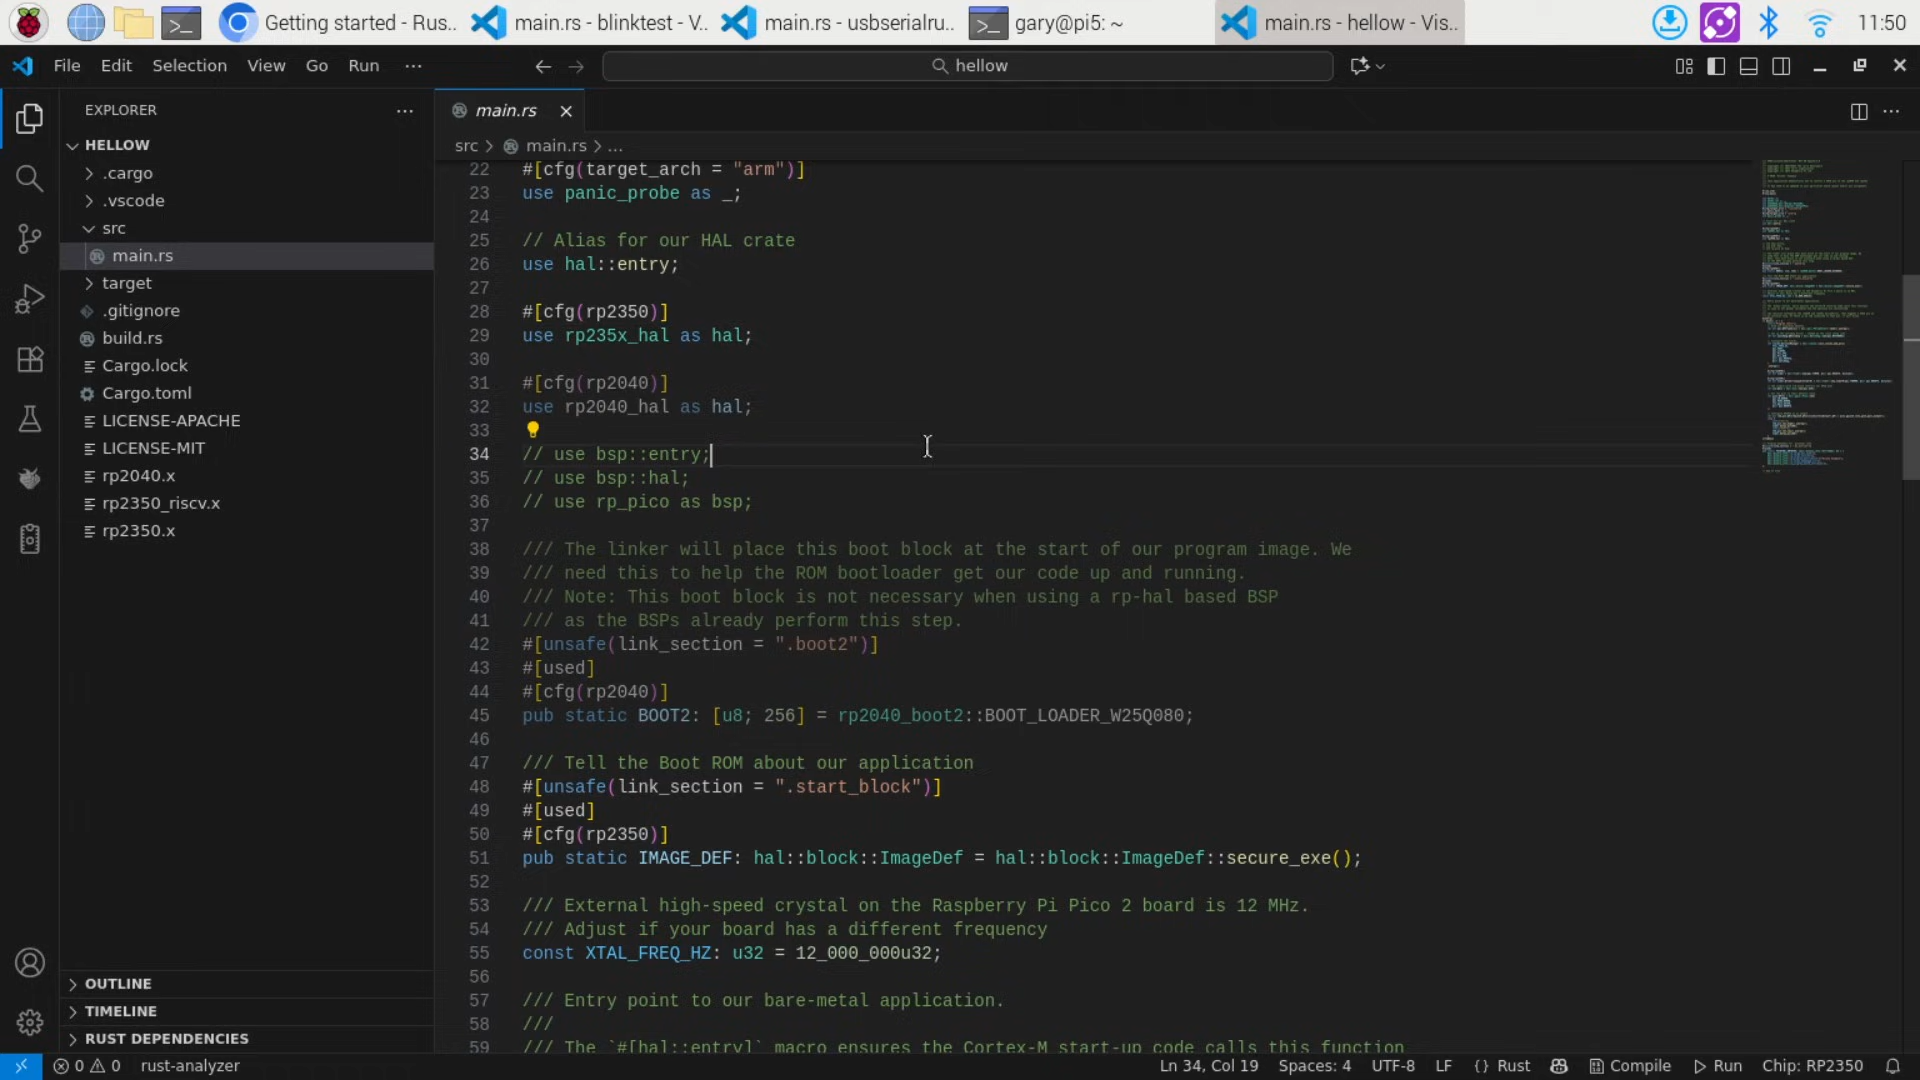 Getting started - Rus..
main.rs - blinktest - V..
main.rs - usbserialru..
gary@pi5: ~
main.rs - hellow - Vis..
11:50
File Edit Selection View Go Run ···
hellow
EXPLORER
HELLOW
.cargo
.vscode
src
main.rs
target
.gitignore
build.rs
Cargo.lock
Cargo.toml
LICENSE-APACHE
LICENSE-MIT
rp2040.x
rp2350_riscv.x
rp2350.x
OUTLINE
TIMELINE
RUST DEPENDENCIES
main.rs
src > main.rs > ...
22 #[cfg(target_arch = "arm")]
23 use panic_probe as _;
24
25 // Alias for our HAL crate
26 use hal::entry;
27
28 #[cfg(rp2350)]
29 use rp235x_hal as hal;
30
31 #[cfg(rp2040)]
32 use rp2040_hal as hal;
33
34 // use bsp::entry;
35 // use bsp::hal;
36 // use rp_pico as bsp;
37
38 /// The linker will place this boot block at the start of our program image. We
39 /// need this to help the ROM bootloader get our code up and running.
40 /// Note: This boot block is not necessary when using a rp-hal based BSP
41 /// as the BSPs already perform this step.
42 #[unsafe(link_section = ".boot2")]
43 #[used]
44 #[cfg(rp2040)]
45 pub static BOOT2: [u8; 256] = rp2040_boot2::BOOT_LOADER_W25Q080;
46
47 /// Tell the Boot ROM about our application
48 #[unsafe(link_section = ".start_block")]
49 #[used]
50 #[cfg(rp2350)]
51 pub static IMAGE_DEF: hal::block::ImageDef = hal::block::ImageDef::secure_exe();
52
53 /// External high-speed crystal on the Raspberry Pi Pico 2 board is 12 MHz.
54 /// Adjust if your board has a different frequency
55 const XTAL_FREQ_HZ: u32 = 12_000_000u32;
56
57 /// Entry point to our bare-metal application.
58 ///
59 /// The `#[hal::entry]` macro ensures the Cortex-M start-up code calls this function
0 0 rust-analyzer
Ln 34, Col 19 Spaces: 4 UTF-8 LF {} Rust Compile Run Chip: RP2350